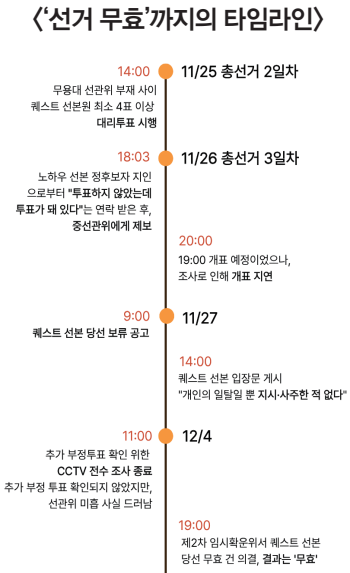 〈‘선거 무효’까지의 타임라인〉
14:00
11/25 총선거 2일차
무용대 선관위 부재 사이
퀘스트 선본원 최소 4표 이상
대리투표 시행
18:03
11/26 총선거 3일차
노하우 선본 정후보자 지인
으로부터 "투표하지 않았는데
투표가 돼 있다"는 연락 받은 후,
중선관위에게 제보
20:00
19:00 개표 예정이었으나,
조사로 인해 개표 지연
9:00
11/27
퀘스트 선본 당선 보류 공고
14:00
퀘스트 선본 입장문 게시
"개인의 일탈일 뿐 지시·사주한 적 없다"
11:00
12/4
추가 부정투표 확인 위한
CCTV 전수 조사 종료
추가 부정 투표 확인되지 않았지만,
선관위 미흡 사실 드러남
19:00
제2차 임시확운위서 퀘스트 선본
당선 무효 건 의결, 결과는 '무효'